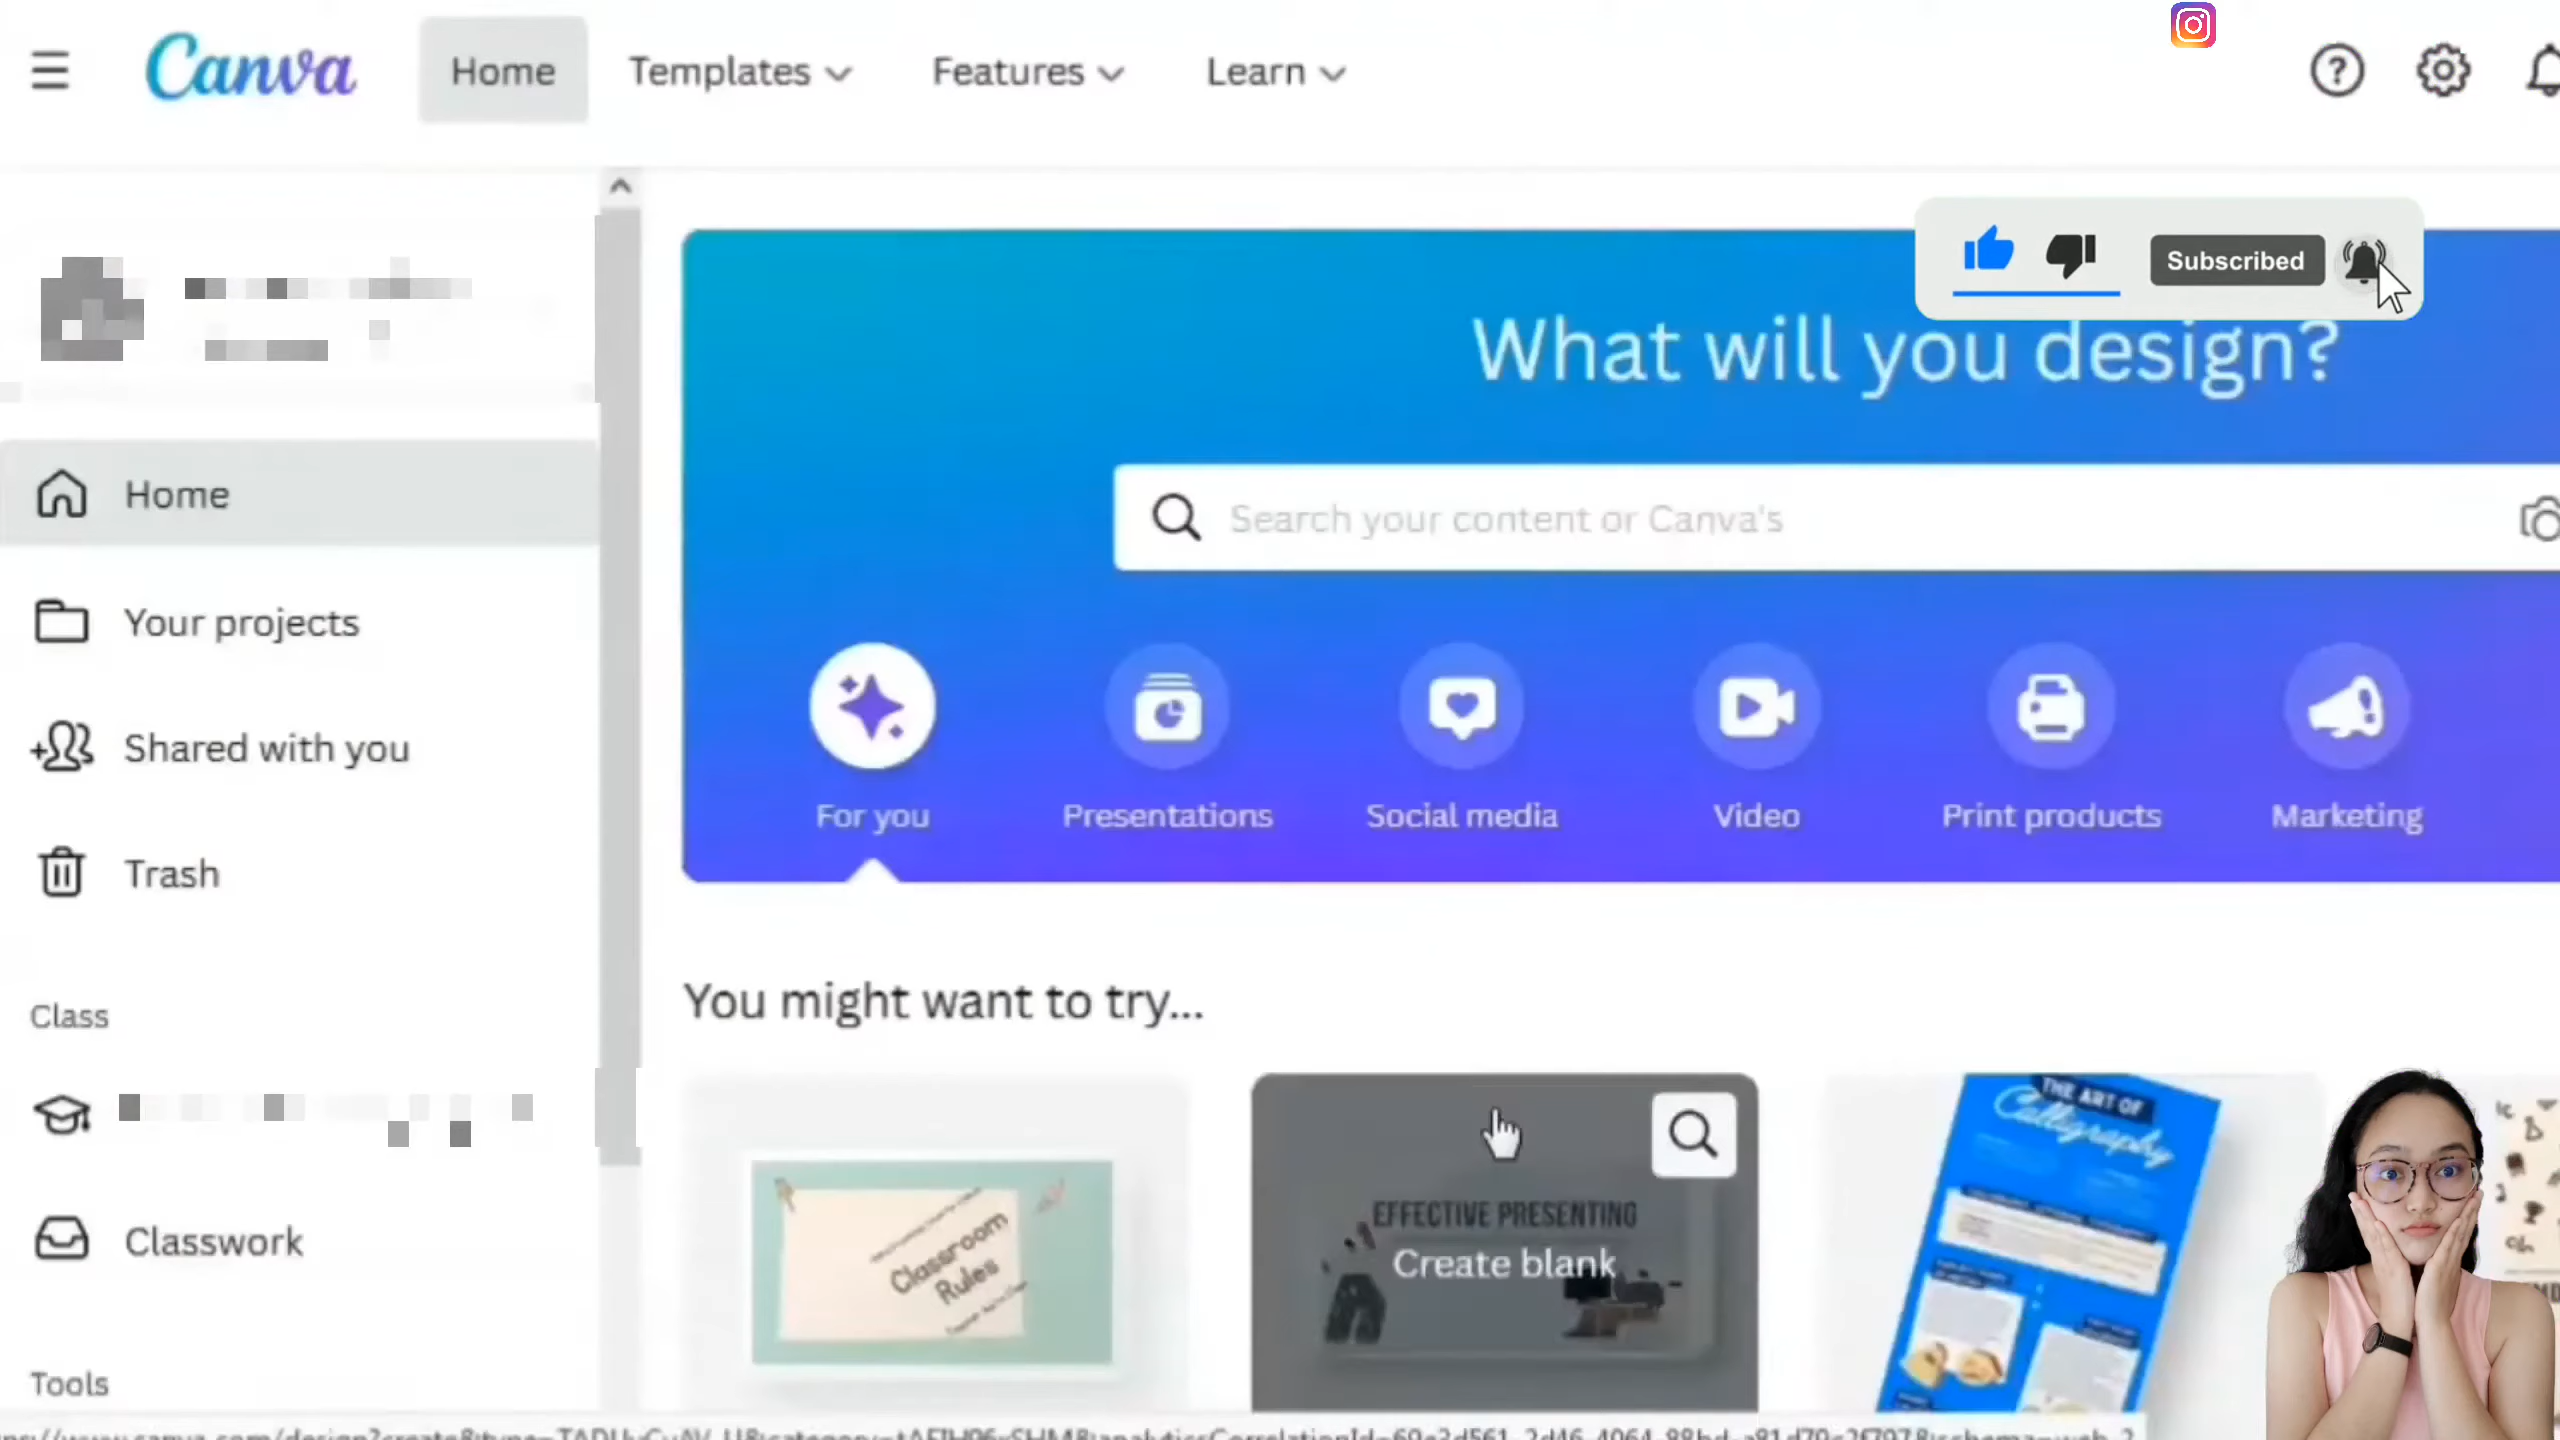 Canva
Home
Templates
Features
Learn
Subscribed
What will you design?
Search your content or Canva's
Home
Your projects
Shared with you
Trash
For you
Presentations
Social media
Video
Print products
Marketing
You might want to try...
Class
Classwork
Tools
Classroom
Rules
EFFECTIVE PRESENTING
Create blank
THE ART OF
Calligraphy